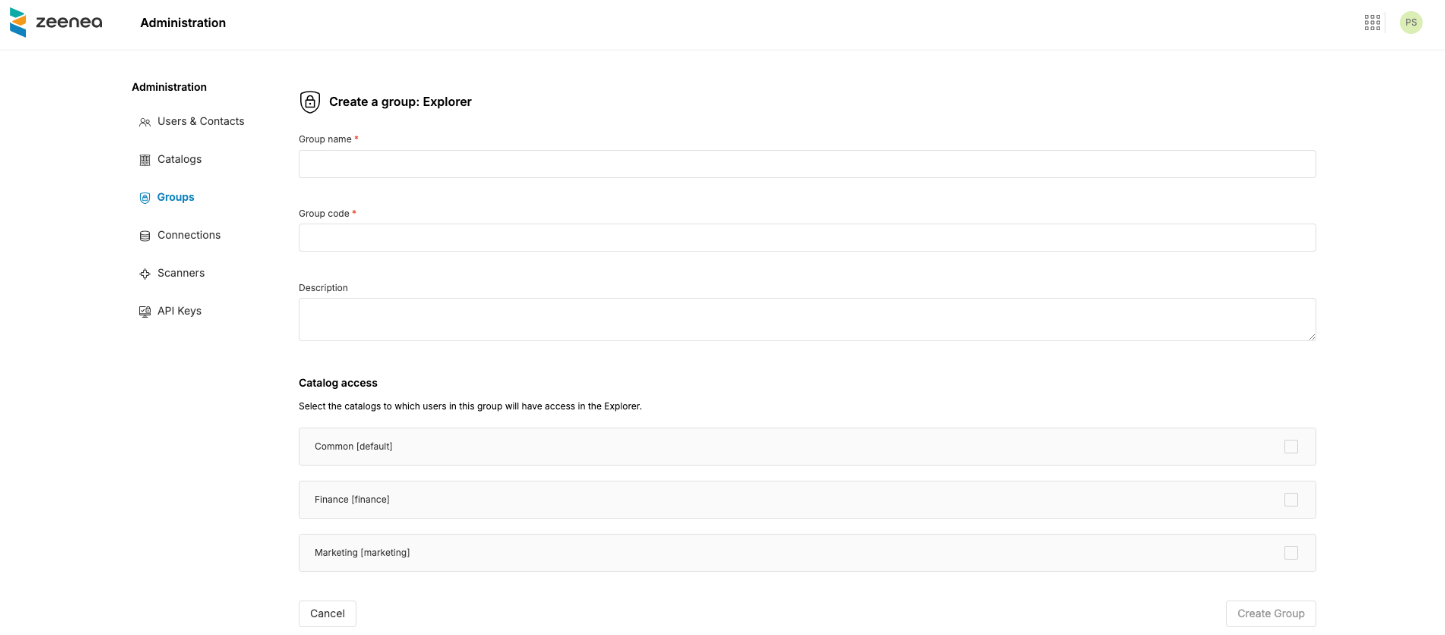 zeenea
Administration
PS
Administration
Users & Contacts
Catalogs
Groups
Connections
Scanners
API Keys
Create a group: Explorer
Group name *
Group code *
Description
Catalog access
Select the catalogs to which users in this group will have access in the Explorer.
Common [default]
Finance [finance]
Marketing [marketing]
Cancel
Create Group